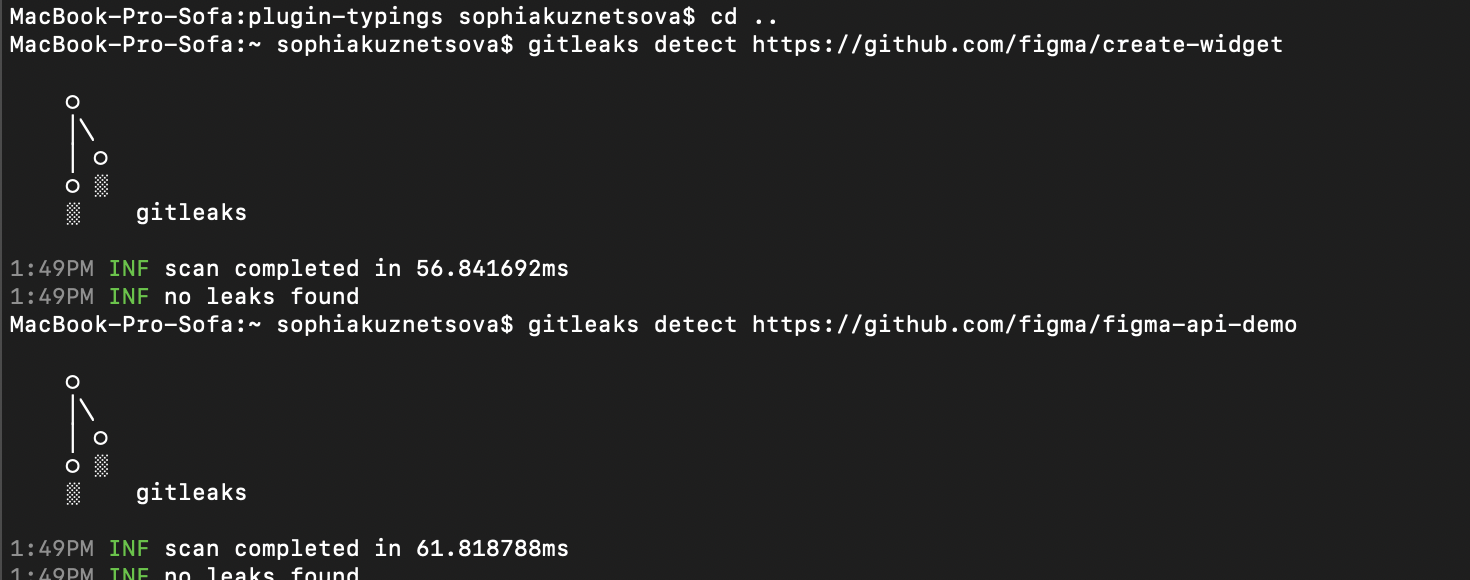 MacBook-Pro-Sofa:plugin-typings sophiakuznetsova$ cd ..
MacBook-Pro-Sofa:~ sophiakuznetsova$ gitleaks detect https://github.com/figma/create-widget
○
│╲
│ ○
○ ░
░    gitleaks
1:49PM INF scan completed in 56.841692ms
1:49PM INF no leaks found
MacBook-Pro-Sofa:~ sophiakuznetsova$ gitleaks detect https://github.com/figma/figma-api-demo
○
│╲
│ ○
○ ░
░    gitleaks
1:49PM INF scan completed in 61.818788ms
1:49PM INF no leaks found